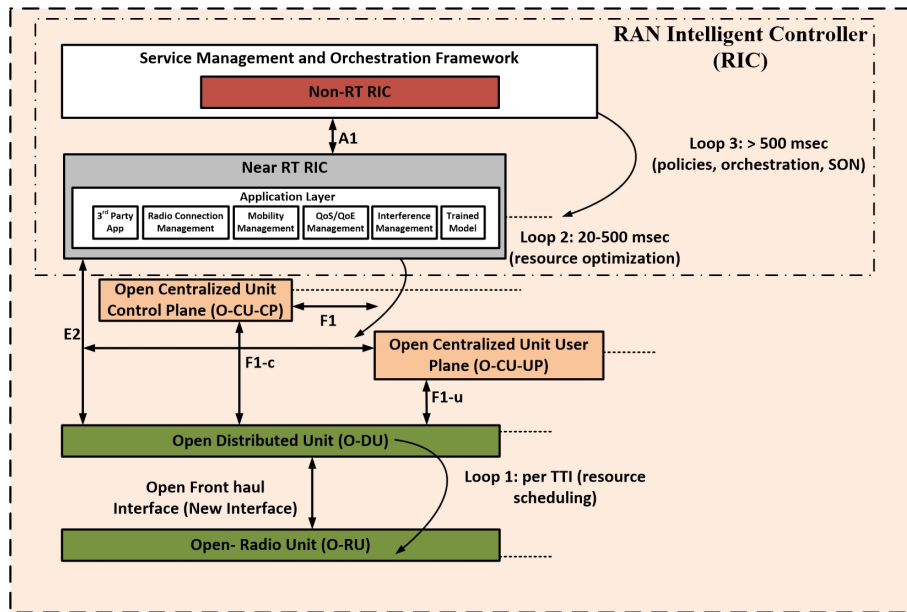 RAN Intelligent Controller
(RIC)
Service Management and Orchestration Framework
Non-RT RIC
A1
Loop 3: > 500 msec
(policies, orchestration, SON)
Near RT RIC
Application Layer
3rd Party
App
Radio Connection
Management
Mobility
Management
QoS/QoE
Management
Interference
Management
Trained
Model
Loop 2: 20-500 msec
(resource optimization)
Open Centralized Unit
Control Plane (O-CU-CP)
F1
E2
Open Centralized Unit User
Plane (O-CU-UP)
F1-c
F1-u
Open Distributed Unit (O-DU)
Loop 1: per TTI (resource
scheduling)
Open Front haul
Interface (New Interface)
Open- Radio Unit (O-RU)